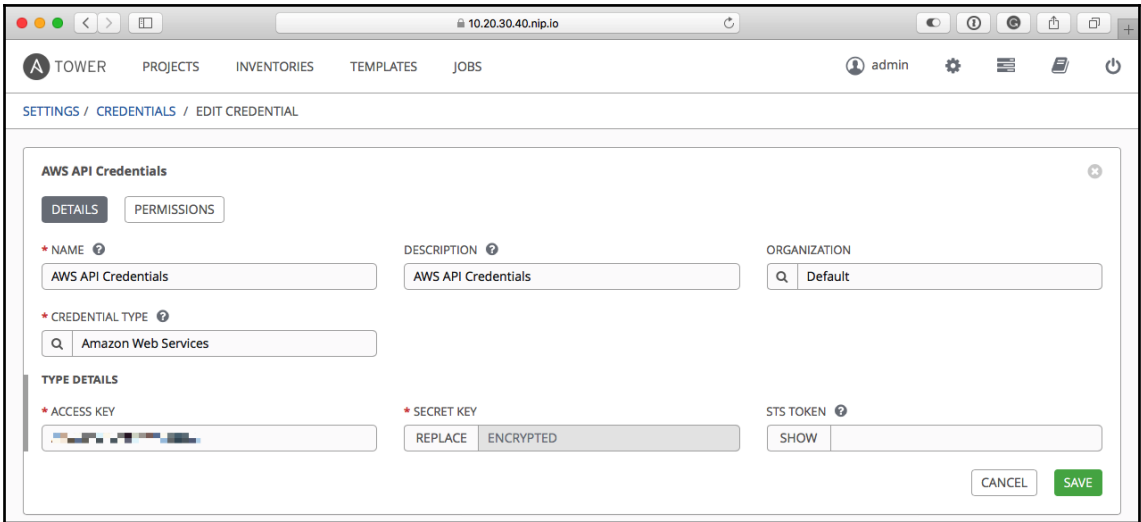 10.20.30.40.nip.io
A TOWER PROJECTS INVENTORIES TEMPLATES JOBS admin
SETTINGS / CREDENTIALS / EDIT CREDENTIAL
AWS API Credentials
DETAILS PERMISSIONS
* NAME ? DESCRIPTION ? ORGANIZATION
AWS API Credentials AWS API Credentials Default
* CREDENTIAL TYPE ?
Amazon Web Services
TYPE DETAILS
* ACCESS KEY * SECRET KEY STS TOKEN ?
REPLACE ENCRYPTED SHOW
CANCEL SAVE